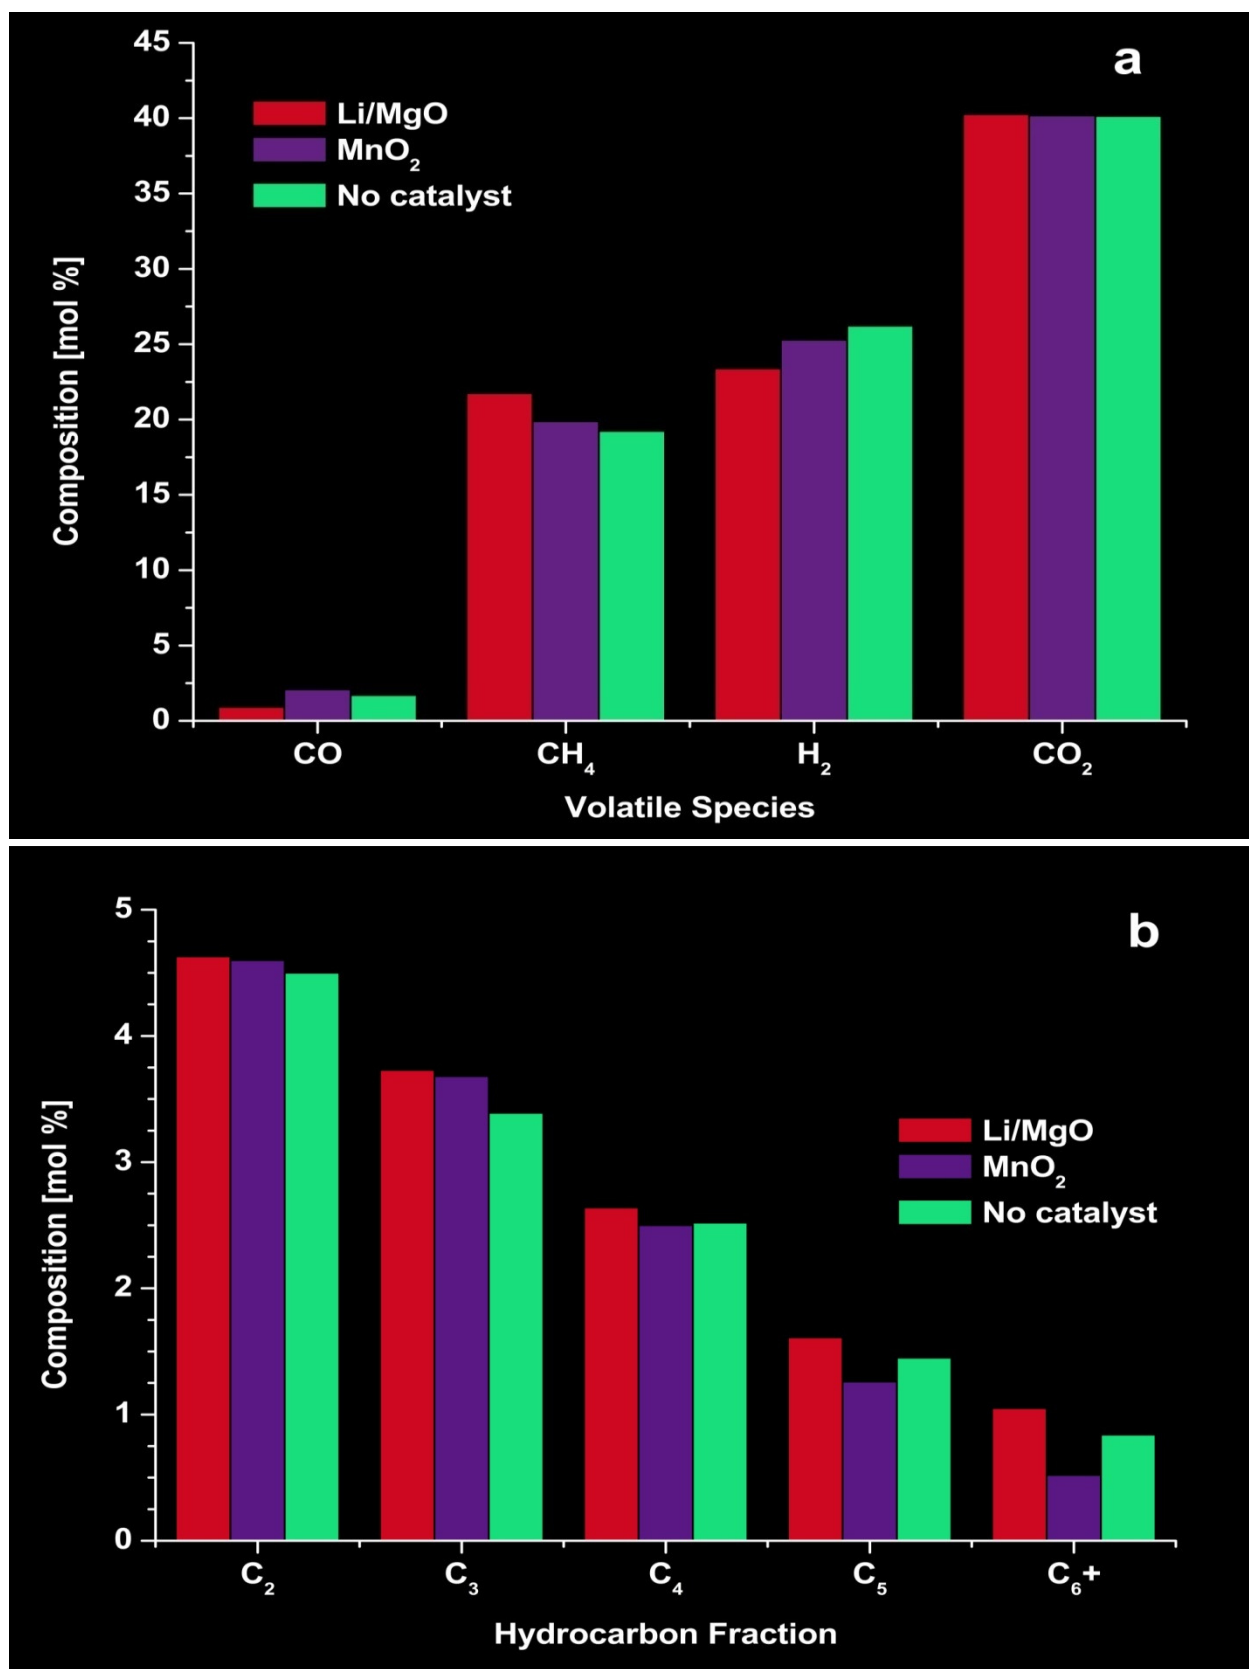 a
45
40
35
30
25
20
15
10
5
0
Composition [mol %]
Li/MgO
MnO₂
No catalyst
CO CH₄ H₂ CO₂
Volatile Species
b
5
4
3
2
1
0
Composition [mol %]
Li/MgO
MnO₂
No catalyst
C₂ C₃ C₄ C₅ C₆+
Hydrocarbon Fraction